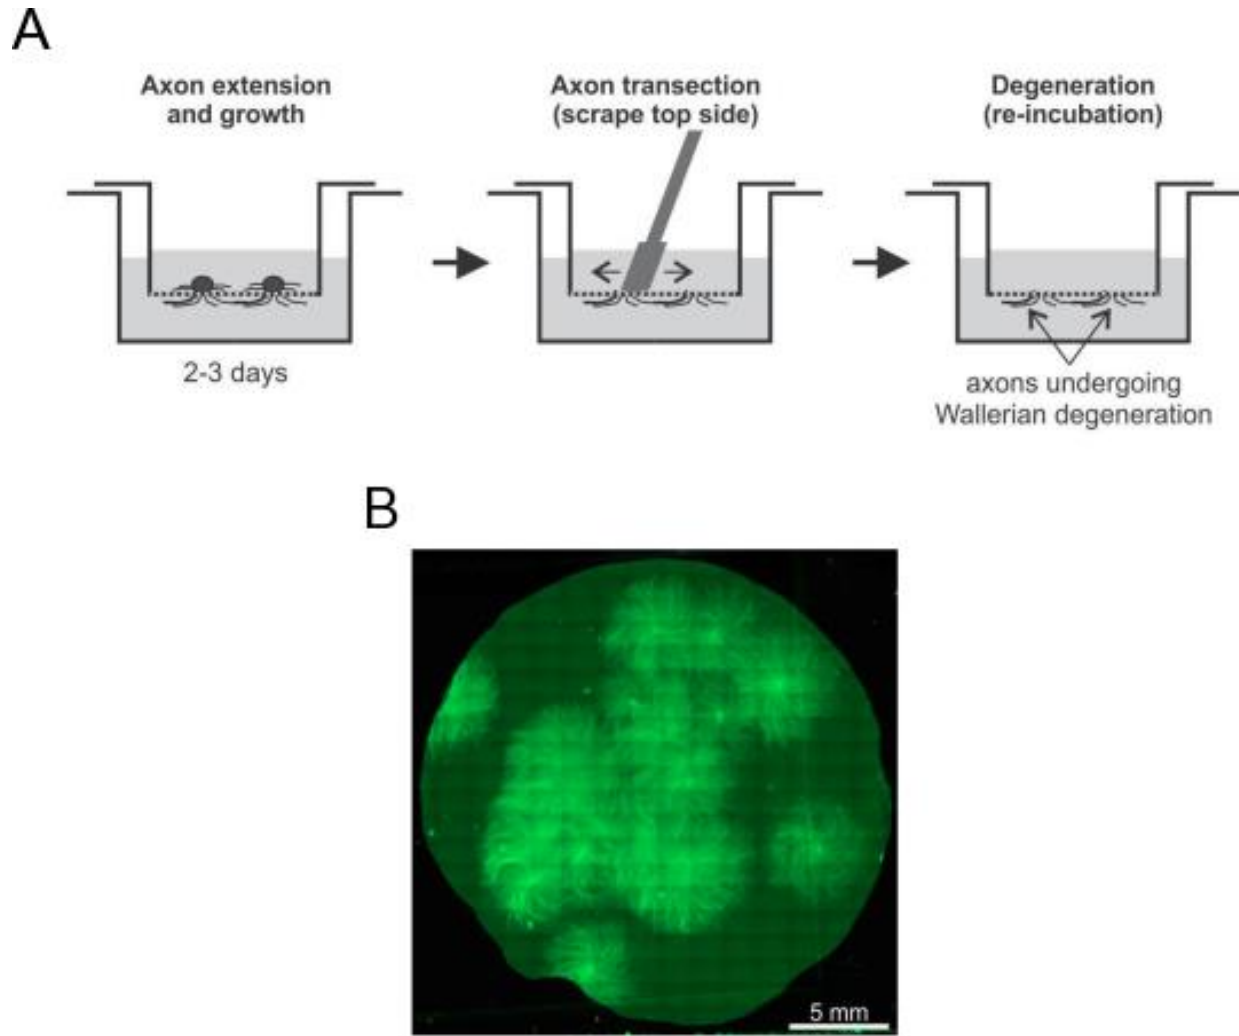 A
Axon extension
and growth
Axon transection
(scrape top side)
Degeneration
(re-incubation)
2-3 days
axons undergoing
Wallerian degeneration
B
5 mm